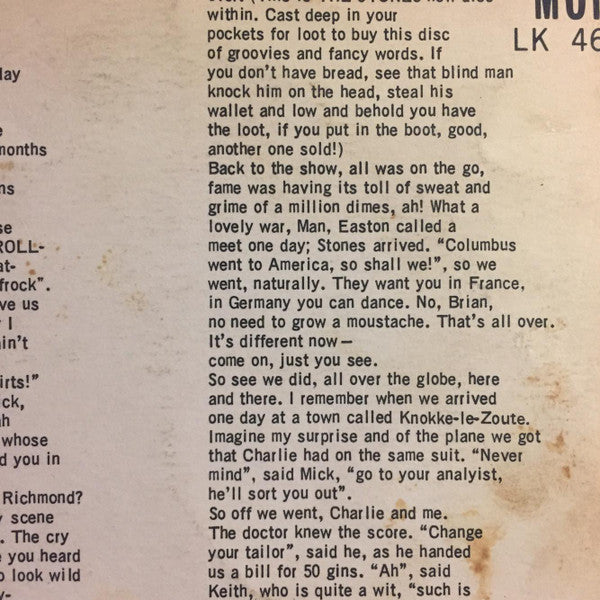 MO
LK 46
within. Cast deep in your
pockets for loot to buy this disc
of groovies and fancy words. If
you don't have bread, see that blind man
knock him on the head, steal his
wallet and low and behold you have
the loot, if you put in the boot, good,
another one sold!)
Back to the show, all was on the go,
fame was having its toll of sweat and
grime of a million dimes, ah! What a
lovely war, Man, Easton called a
meet one day; Stones arrived. “Columbus
went to America, so shall we!”, so we
went, naturally. They want you in France,
in Germany you can dance. No, Brian,
no need to grow a moustache. That's all over.
It's different now—
come on, just you see.
So see we did, all over the globe, here
and there. I remember when we arrived
one day at a town called Knokke-le-Zoute.
Imagine my surprise and of the plane we got
that Charlie had on the same suit. “Never
mind”, said Mick, “go to your analyist,
he'll sort you out”.
So off we went, Charlie and me.
The doctor knew the score. “Change
your tailor”, said he, as he handed
us a bill for 50 gins. “Ah”, said
Keith, who is quite a wit, “such is
lay
months
ROLL-
frock”.
ve us
I
ain't
irts!”
ck,
whose
d you in
Richmond?
scene
. The cry
you heard
look wild